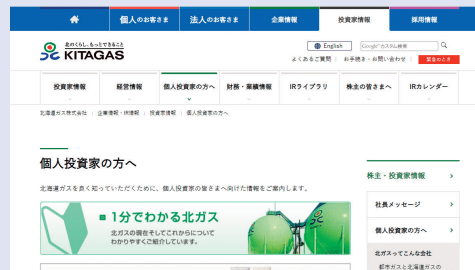 個人のお客さま 法人のお客さま 企業情報 投資家情報 採用情報
北のくらし、もっとできること
KITAGAS
English Google カスタム検索
よくあるご質問 お手続き・お問い合わせ 緊急のとき
投資家情報 経営情報 個人投資家の方へ 財務・業績情報 IRライブラリ 株主の皆さまへ IRカレンダー
北海道ガス株式会社 企業情報・IR情報 投資家情報 個人投資家の方へ
個人投資家の方へ
北海道ガスを良く知っていただくために、個人投資家の皆さまへ向けた情報をご案内します。
1分でわかる北ガス
北ガスの現在そしてこれからについて
わかりやすくご紹介しています。
株主・投資家情報
社長メッセージ
個人投資家の方へ
北ガスってこんな会社
都市ガスと北海道ガスの